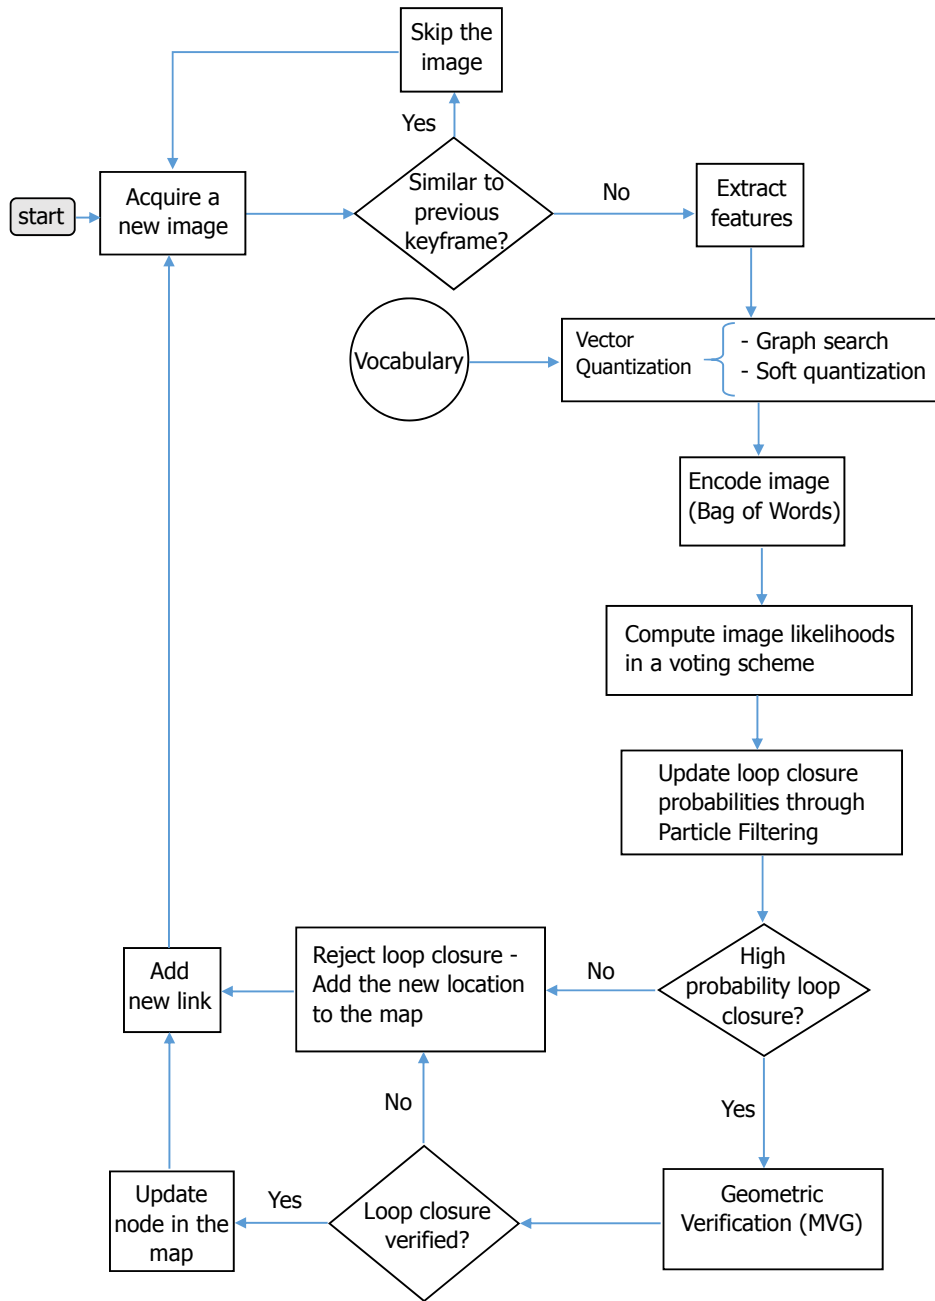 Skip the
image
Yes
start
Acquire a
new image
Similar to
previous
keyframe?
No
Extract
features
Vocabulary
Vector
Quantization
- Graph search
- Soft quantization
Encode image
(Bag of Words)
Compute image likelihoods
in a voting scheme
Update loop closure
probabilities through
Particle Filtering
High
probability loop
closure?
No
Reject loop closure -
Add the new location
to the map
Add
new link
Yes
No
Geometric
Verification (MVG)
Loop closure
verified?
Yes
Update
node in the
map